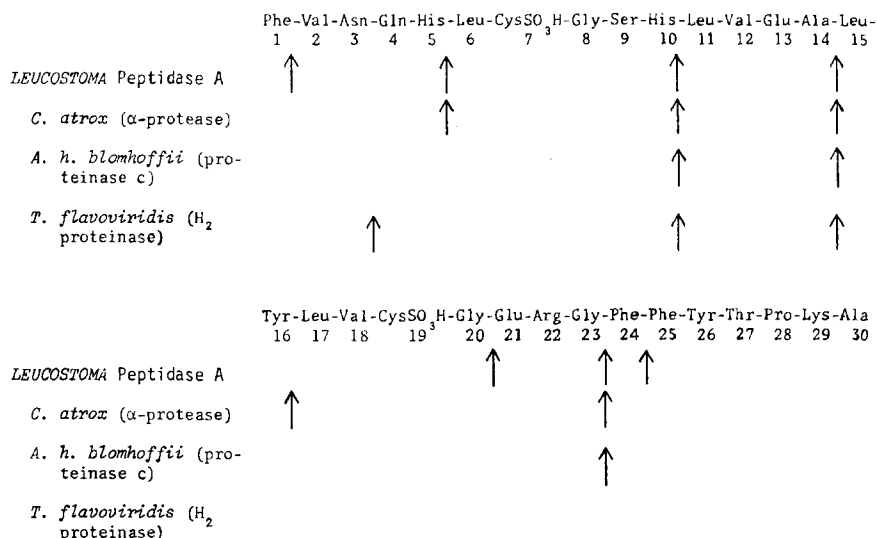 Phe-Val-Asn-Gln-His-Leu-CysSO3H-Gly-Ser-His-Leu-Val-Glu-Ala-Leu-
1 2 3 4 5 6 7 8 9 10 11 12 13 14 15
LEUCOSTOMA Peptidase A
C. atrox (α-protease)
A. h. blomhoffii (pro-
teinase c)
T. flavoviridis (H2
proteinase)
Tyr-Leu-Val-CysSO3H-Gly-Glu-Arg-Gly-Phe-Phe-Tyr-Thr-Pro-Lys-Ala
16 17 18 19 20 21 22 23 24 25 26 27 28 29 30
LEUCOSTOMA Peptidase A
C. atrox (α-protease)
A. h. blomhoffii (pro-
teinase c)
T. flavoviridis (H2
proteinase)